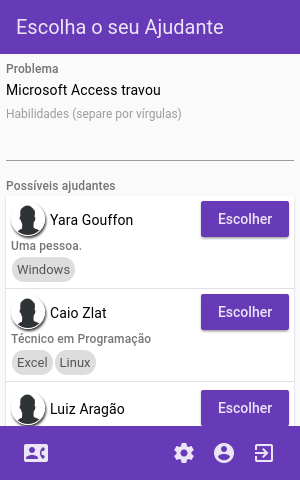 Escolha o seu Ajudante
Problema
Microsoft Access travou
Habilidades (separe por vírgulas)
Possíveis ajudantes
Yara Gouffon
Escolher
Uma pessoa.
Windows
Caio Zlat
Escolher
Técnico em Programação
Excel Linux
Luiz Aragão
Escolher